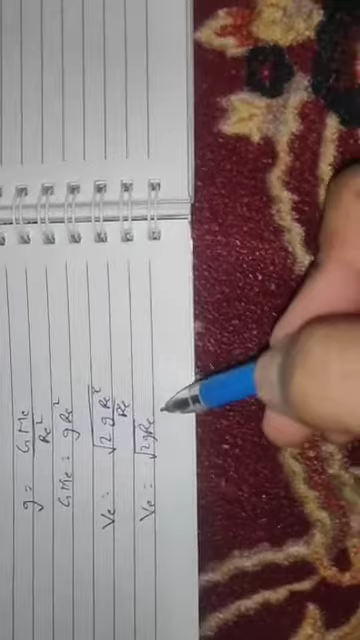 g = GMe / Re²
GMe = gRe²
Ve = √(2gRe² / Re)
Ve = √(2gRe)